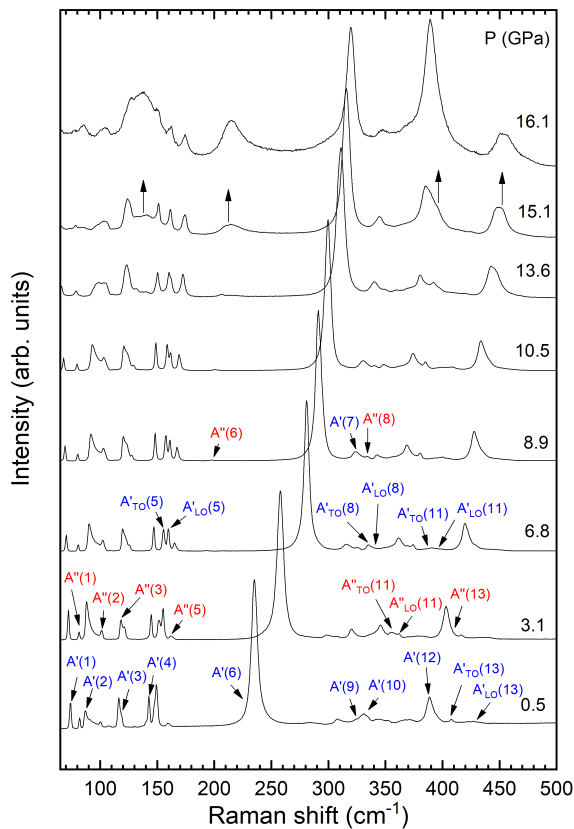 P (GPa)
16.1
15.1
13.6
10.5
8.9
A''(6)
A'(7)
A''(8)
6.8
A'TO(5)
A'LO(5)
A'TO(8)
A'LO(8)
A'TO(11)
A'LO(11)
3.1
A''(1)
A''(2)
A''(3)
A''(5)
A''TO(11)
A''LO(11)
A''(13)
0.5
A'(1)
A'(2)
A'(3)
A'(4)
A'(6)
A'(9)
A'(10)
A'(12)
A'TO(13)
A'LO(13)
100 150 200 250 300 350 400 450 500
Raman shift (cm⁻¹)
Intensity (arb. units)